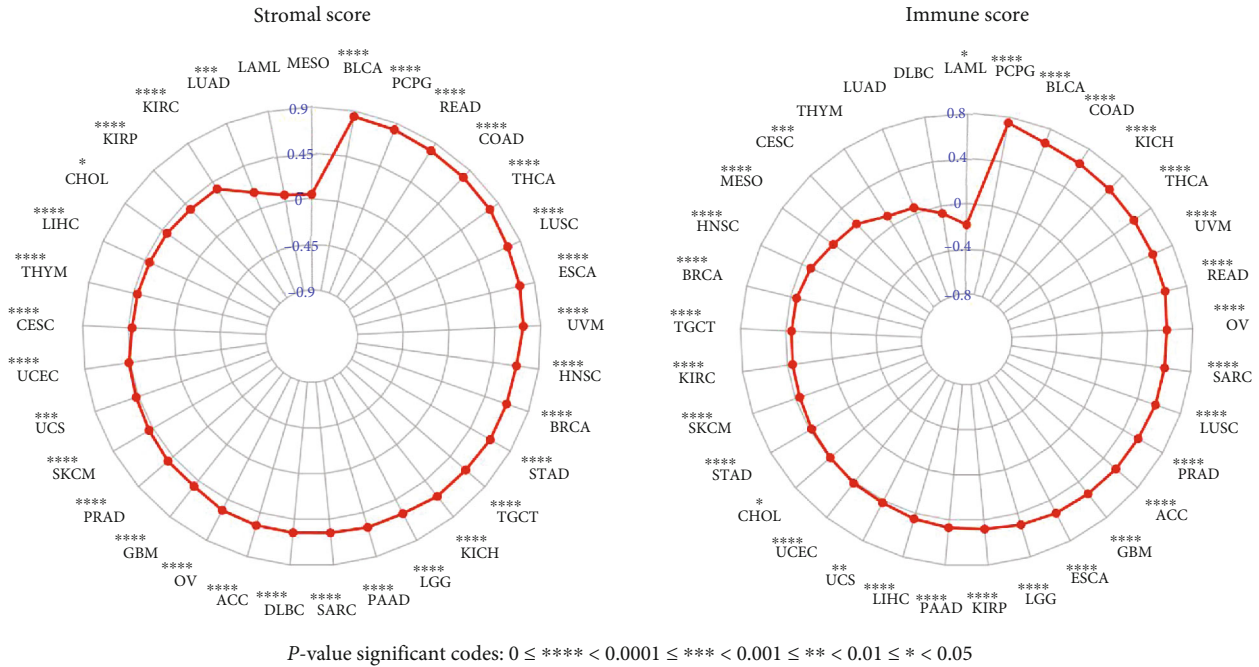 Stromal score
MESO
****
BLCA
****
PCPG
****
READ
****
COAD
****
THCA
****
LUSC
****
ESCA
****
UVM
****
HNSC
****
BRCA
****
STAD
****
TGCT
****
KICH
****
LGG
****
PAAD
****
SARC
****
DLBC
****
ACC
****
OV
****
GBM
****
PRAD
****
SKCM
***
UCS
****
UCEC
****
CESC
****
THYM
****
LIHC
*
CHOL
****
KIRP
****
KIRC
***
LUAD
LAML
0.9
0.45
0
−0.45
−0.9
Immune score
*
LAML
****
PCPG
****
BLCA
****
COAD
****
KICH
****
THCA
****
UVM
****
READ
****
OV
****
SARC
****
LUSC
****
PRAD
****
ACC
****
GBM
****
ESCA
****
LGG
****
KIRP
****
PAAD
****
LIHC
**
UCS
****
UCEC
*
CHOL
****
STAD
****
SKCM
****
KIRC
****
TGCT
****
BRCA
****
HNSC
****
MESO
***
CESC
THYM
LUAD
DLBC
0.8
0.4
0
−0.4
−0.8
P-value significant codes: 0 ≤ **** < 0.0001 ≤ *** < 0.001 ≤ ** < 0.01 ≤ * < 0.05